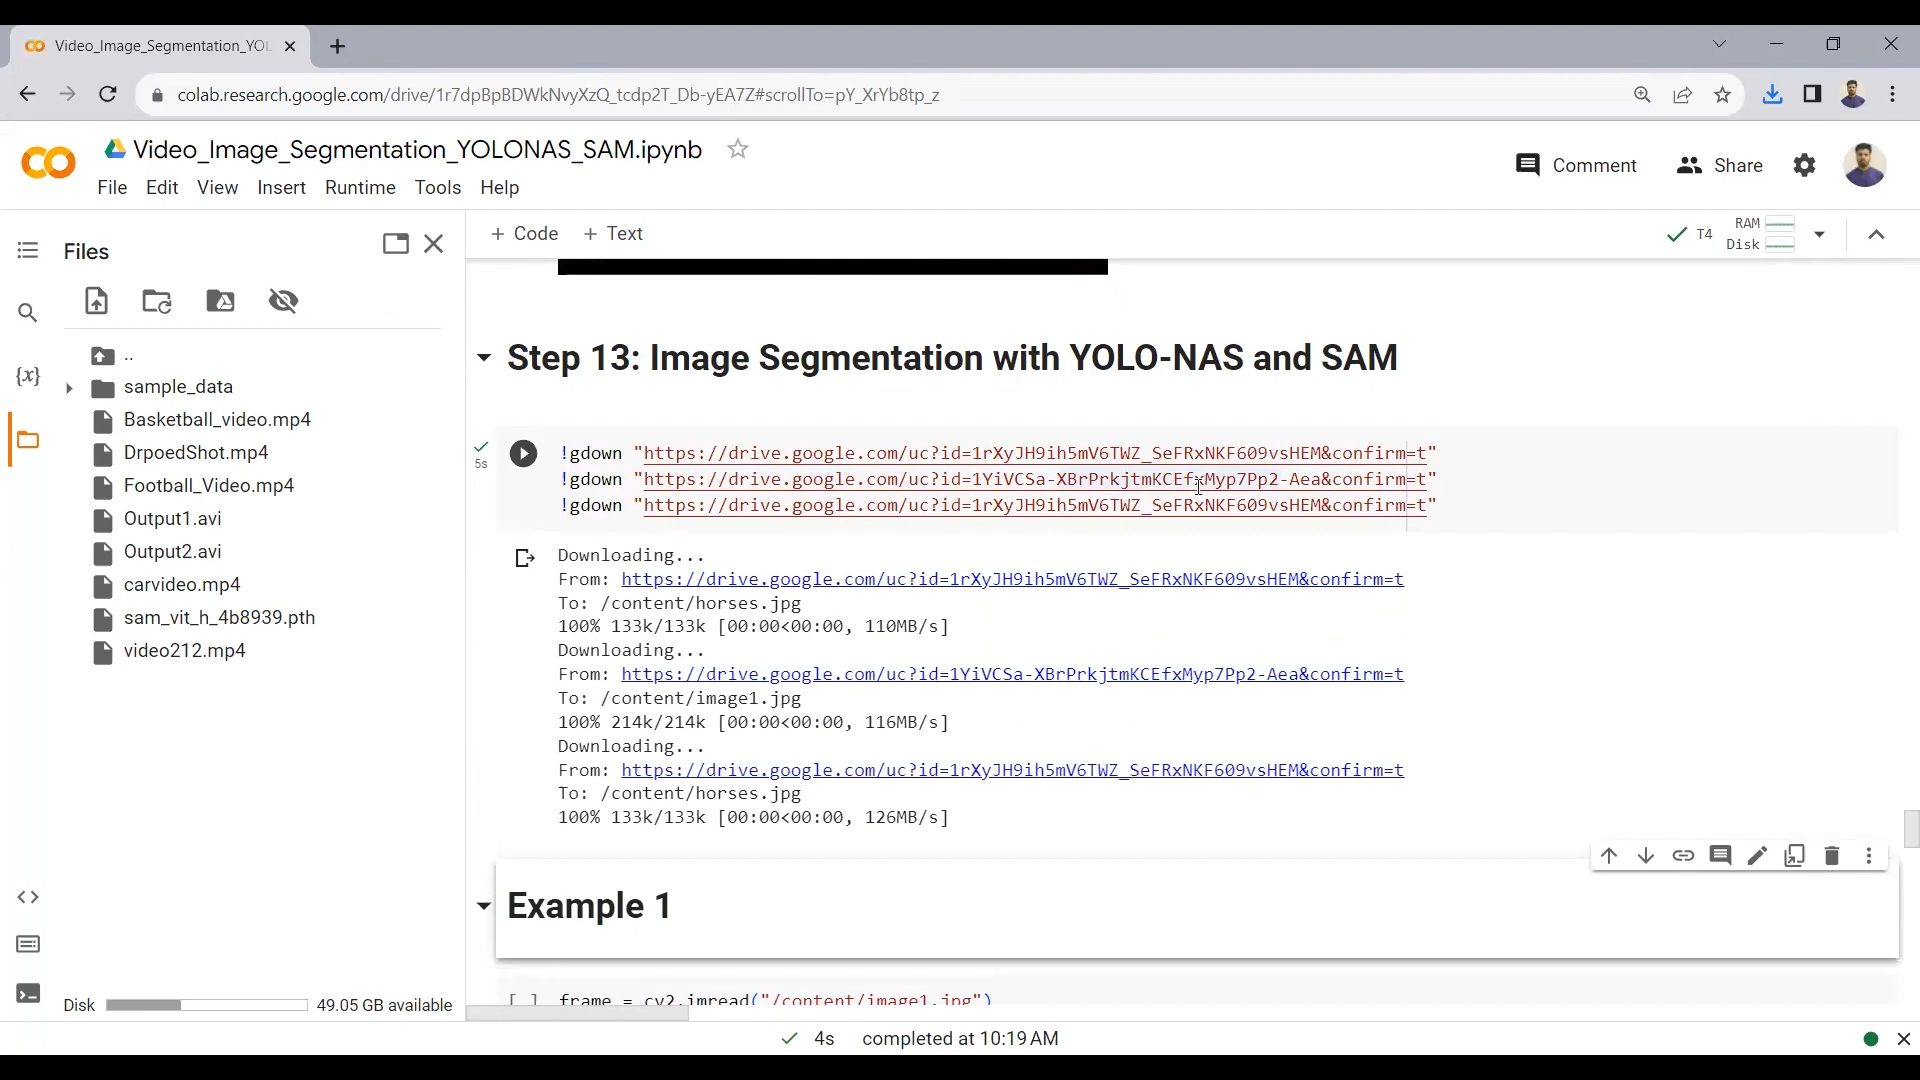 Video_Image_Segmentation_YOL
colab.research.google.com/drive/1r7dpBpBDWkNvyXzQ_tcdp2T_Db-yEA7Z#scrollTo=pY_XrYb8tp_z
Video_Image_Segmentation_YOLONAS_SAM.ipynb
File Edit View Insert Runtime Tools Help
Comment
Share
Files
+ Code + Text
T4
RAM
Disk
..
sample_data
Basketball_video.mp4
DrpoedShot.mp4
Football_Video.mp4
Output1.avi
Output2.avi
carvideo.mp4
sam_vit_h_4b8939.pth
video212.mp4
{x}
Disk 49.05 GB available
Step 13: Image Segmentation with YOLO-NAS and SAM
5s
!gdown "https://drive.google.com/uc?id=1rXyJH9ih5mV6TWZ_SeFRxNKF609vsHEM&confirm=t"
!gdown "https://drive.google.com/uc?id=1YiVCSa-XBrPrkjtmKCEfxMyp7Pp2-Aea&confirm=t"
!gdown "https://drive.google.com/uc?id=1rXyJH9ih5mV6TWZ_SeFRxNKF609vsHEM&confirm=t"
Downloading...
From: https://drive.google.com/uc?id=1rXyJH9ih5mV6TWZ_SeFRxNKF609vsHEM&confirm=t
To: /content/horses.jpg
100% 133k/133k [00:00<00:00, 110MB/s]
Downloading...
From: https://drive.google.com/uc?id=1YiVCSa-XBrPrkjtmKCEfxMyp7Pp2-Aea&confirm=t
To: /content/image1.jpg
100% 214k/214k [00:00<00:00, 116MB/s]
Downloading...
From: https://drive.google.com/uc?id=1rXyJH9ih5mV6TWZ_SeFRxNKF609vsHEM&confirm=t
To: /content/horses.jpg
100% 133k/133k [00:00<00:00, 126MB/s]
Example 1
[ ] frame = cv2.imread("/content/image1.jpg")
4s completed at 10:19 AM